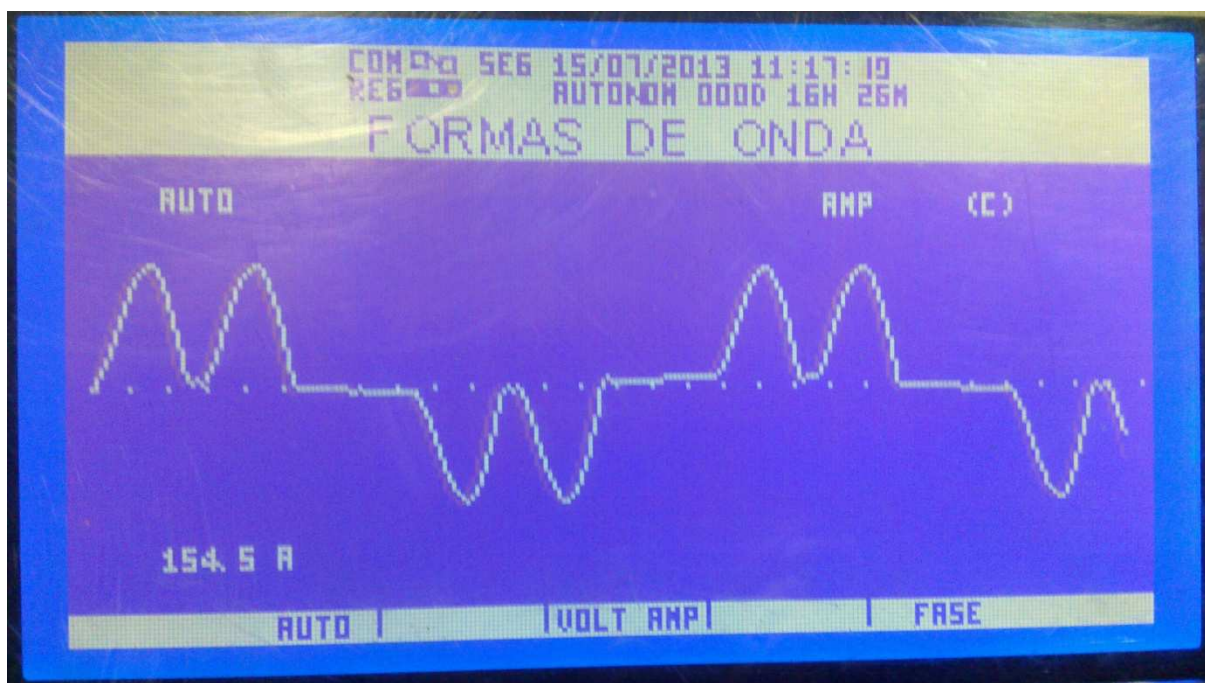 COM SEG 15/07/2013 11:17:19
REG AUTONOM 000D 16H 26M
FORMAS DE ONDA
AUTO AMP (C)
154.5 A
AUTO VOLT AMP FASE